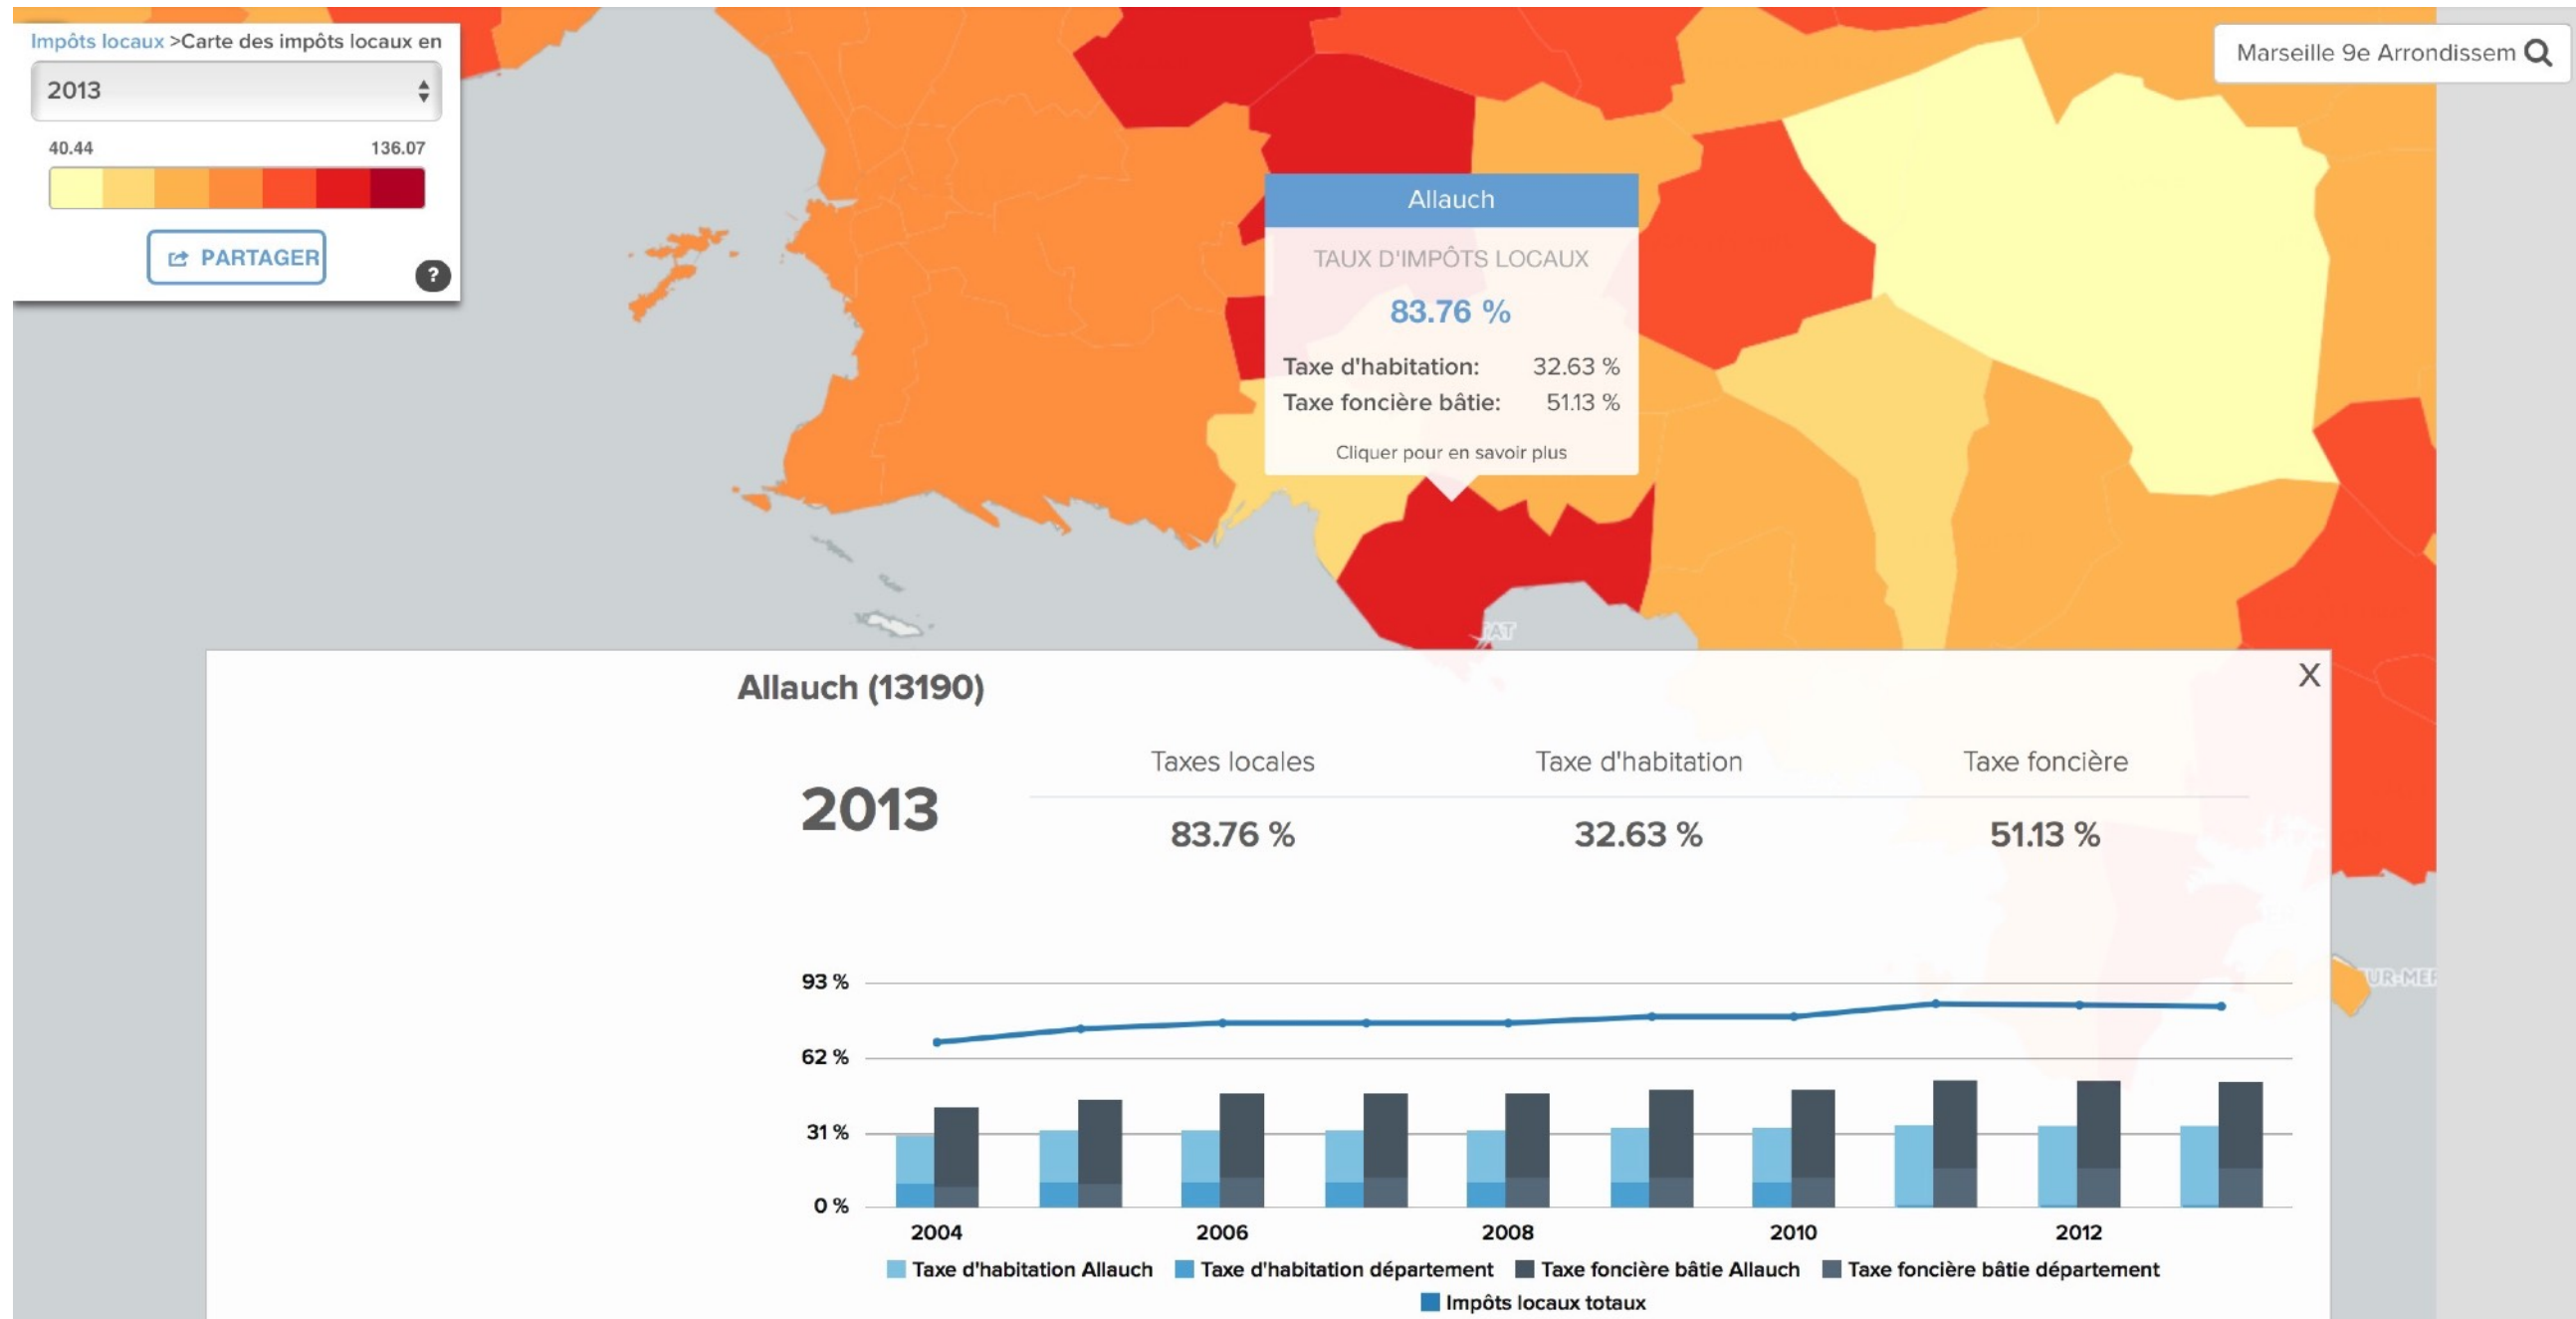 Impôts locaux >Carte des impôts locaux en
2013
40.44 136.07
PARTAGER
?
Marseille 9e Arrondissem
Allauch
TAUX D'IMPÔTS LOCAUX
83.76 %
Taxe d'habitation: 32.63 %
Taxe foncière bâtie: 51.13 %
Cliquer pour en savoir plus
Allauch (13190)
X
Taxes locales Taxe d'habitation Taxe foncière
2013 83.76 % 32.63 % 51.13 %
93 %
62 %
31 %
0 %
2004 2006 2008 2010 2012
Taxe d'habitation Allauch Taxe d'habitation département Taxe foncière bâtie Allauch Taxe foncière bâtie département
Impôts locaux totaux